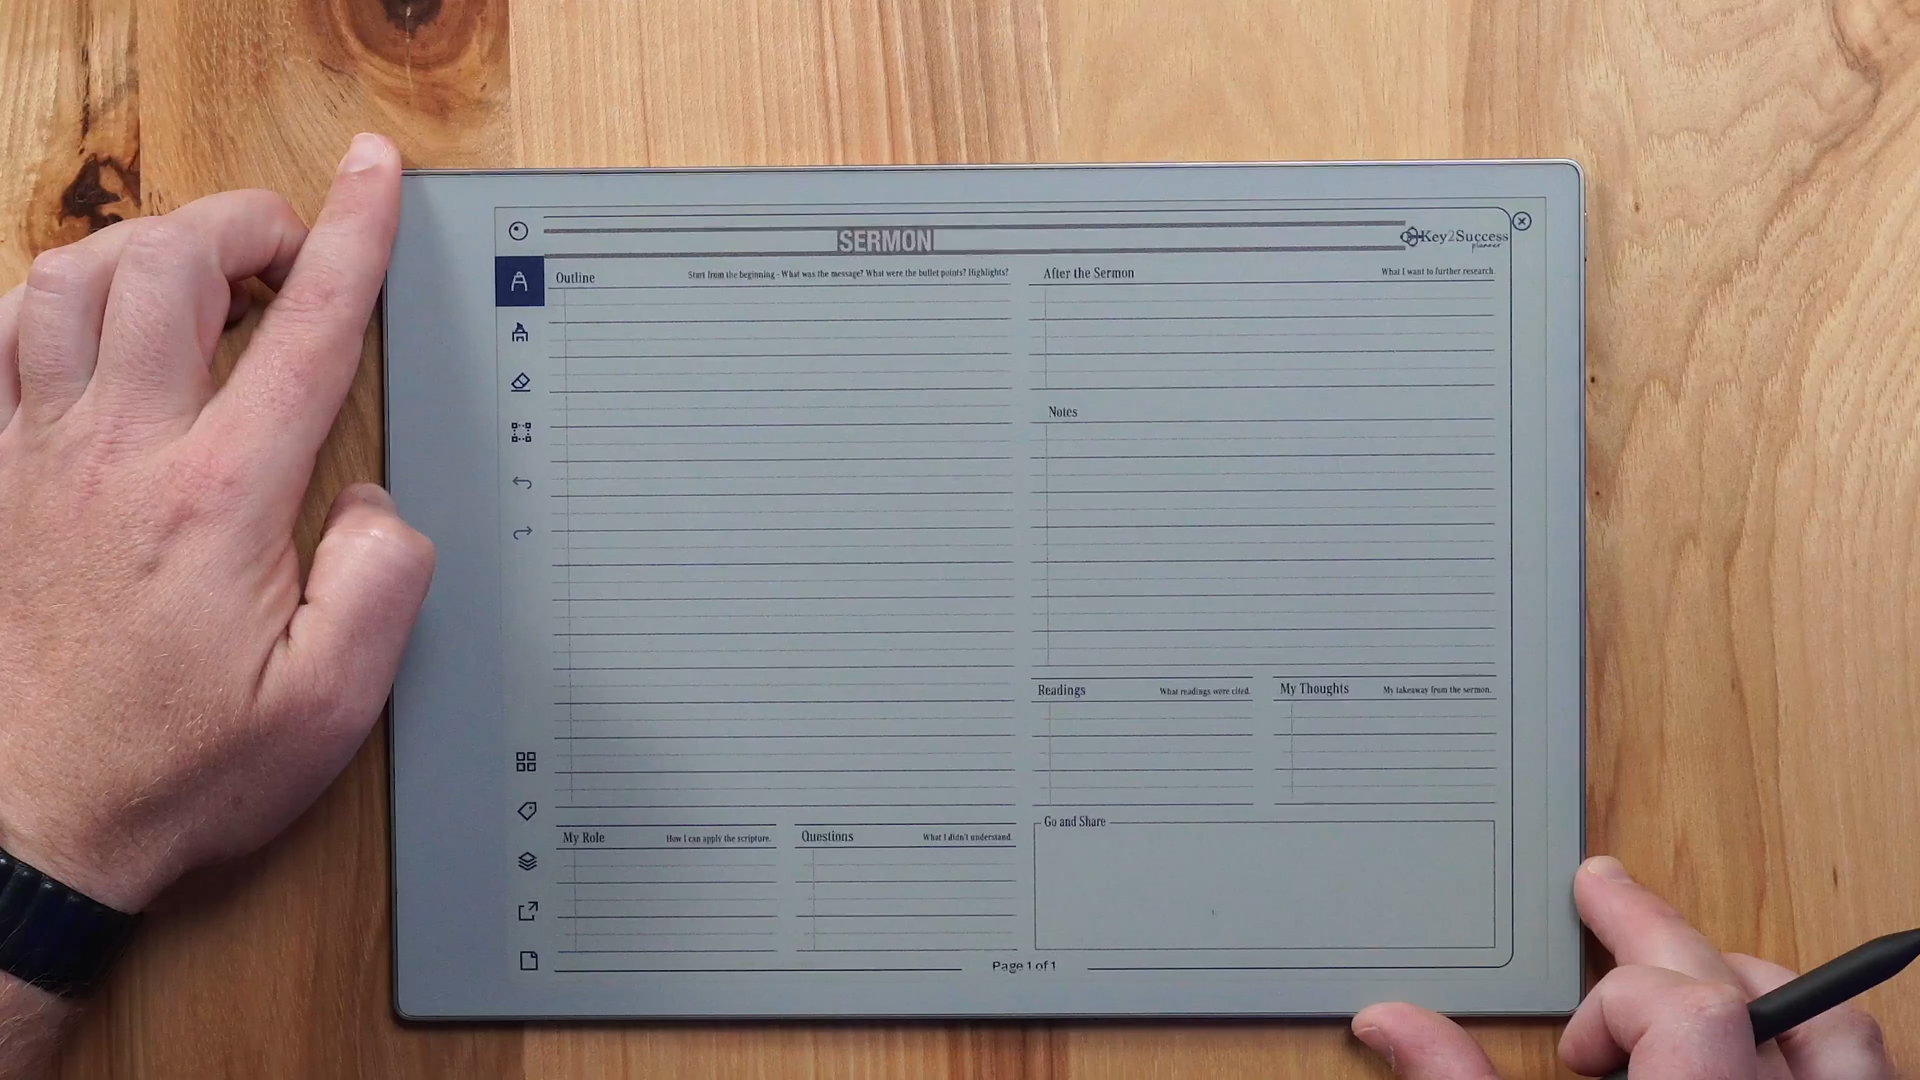 SERMON
Key2Success
planner
Outline
Start from the beginning - What was the message? What were the bullet points? Highlights?
After the Sermon
What I want to further research.
Notes
Readings
What readings were cited.
My Thoughts
My takeaway from the sermon.
My Role
How I can apply the scripture.
Questions
What I didn't understand.
Go and Share
Page 1 of 1